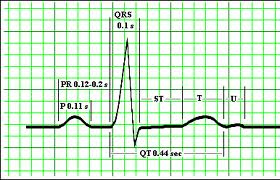 QRS
0.1 s
PR 0.12-0.2 s
P 0.11 s
ST
T
U
QT 0.44 sec